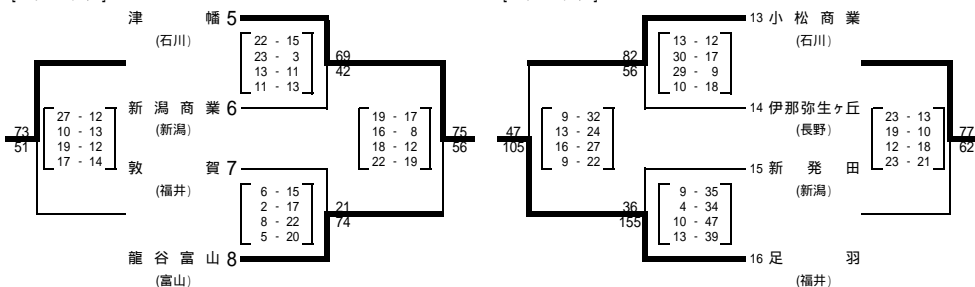 津幡 5
(石川)
22 - 15
23 - 3
13 - 11
11 - 13
69
42
新潟商業 6
(新潟)
27 - 12
10 - 13
19 - 12
17 - 14
73
51
19 - 17
16 - 8
18 - 12
22 - 19
75
56
敦賀 7
(福井)
6 - 15
2 - 17
8 - 22
5 - 20
21
74
龍谷富山 8
(富山)
13 小松商業
(石川)
13 - 12
30 - 17
29 - 9
10 - 18
82
56
14 伊那弥生ヶ丘
(長野)
9 - 32
13 - 24
16 - 27
9 - 22
47
105
23 - 13
19 - 10
12 - 18
23 - 21
77
62
15 新発田
(新潟)
9 - 35
4 - 34
10 - 47
13 - 39
36
155
16 足羽
(福井)